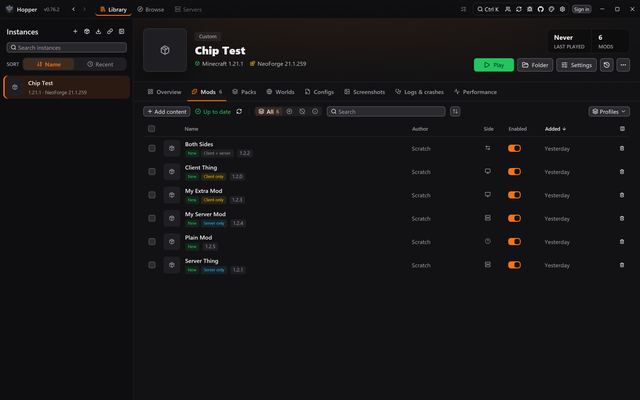 Hopper v0.76.2 Library Browse Servers Ctrl K Sign in
Instances
Search instances
SORT Name Recent
Chip Test
1.21.1 · NeoForge 21.1.259
Custom
Chip Test
Minecraft 1.21.1 NeoForge 21.1.259
Never
LAST PLAYED
6
MODS
Play Folder Settings
Overview Mods 6 Packs Worlds Configs Screenshots Logs & crashes Performance
Add content Up to date All 6 Search Profiles
Name Author Side Enabled Added
Both Sides
New Client + server 1.2.2
Scratch Yesterday
Client Thing
New Client only 1.2.0
Scratch Yesterday
My Extra Mod
New Client only 1.2.3
Scratch Yesterday
My Server Mod
New Server only 1.2.4
Scratch Yesterday
Plain Mod
New 1.2.5
Scratch Yesterday
Server Thing
New Server only 1.2.1
Scratch Yesterday